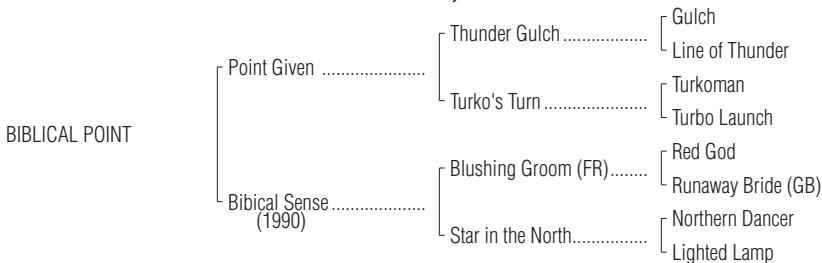 Gulch
Thunder Gulch
Line of Thunder
Point Given
Turkoman
Turko's Turn
Turbo Launch
BIBLICAL POINT
Red God
Blushing Groom (FR)
Runaway Bride (GB)
Bibical Sense
(1990)
Northern Dancer
Star in the North
Lighted Lamp